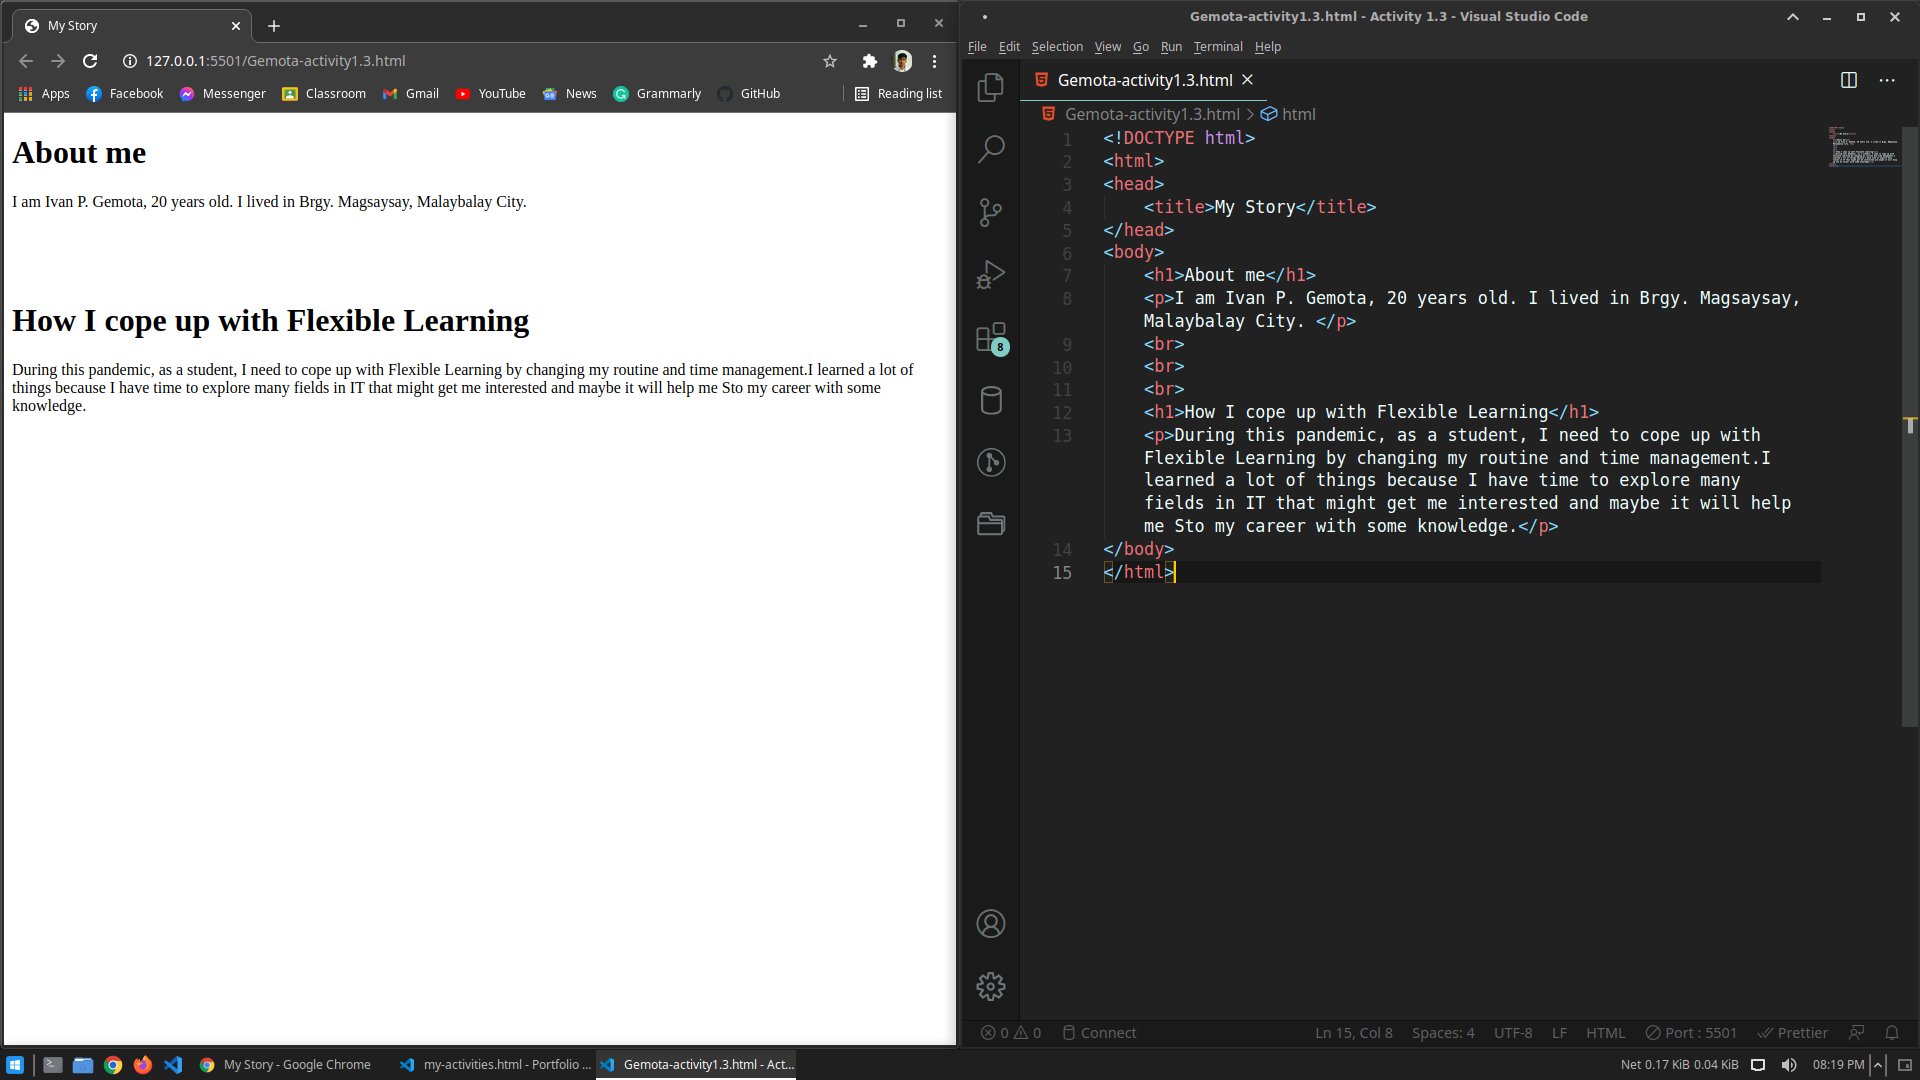 My Story
127.0.0.1:5501/Gemota-activity1.3.html
Apps Facebook Messenger Classroom Gmail YouTube News Grammarly GitHub Reading list
About me
I am Ivan P. Gemota, 20 years old. I lived in Brgy. Magsaysay, Malaybalay City.
How I cope up with Flexible Learning
During this pandemic, as a student, I need to cope up with Flexible Learning by changing my routine and time management.I learned a lot of
things because I have time to explore many fields in IT that might get me interested and maybe it will help me Sto my career with some
knowledge.
Gemota-activity1.3.html - Activity 1.3 - Visual Studio Code
File Edit Selection View Go Run Terminal Help
Gemota-activity1.3.html
Gemota-activity1.3.html > html
1 <!DOCTYPE html>
2 <html>
3 <head>
4 <title>My Story</title>
5 </head>
6 <body>
7 <h1>About me</h1>
8 <p>I am Ivan P. Gemota, 20 years old. I lived in Brgy. Magsaysay,
Malaybalay City. </p>
9 <br>
10 <br>
11 <br>
12 <h1>How I cope up with Flexible Learning</h1>
13 <p>During this pandemic, as a student, I need to cope up with
Flexible Learning by changing my routine and time management.I
learned a lot of things because I have time to explore many
fields in IT that might get me interested and maybe it will help
me Sto my career with some knowledge.</p>
14 </body>
15 </html>
8
0 0 Connect Ln 15, Col 8 Spaces: 4 UTF-8 LF HTML Port : 5501 Prettier
My Story - Google Chrome my-activities.html - Portfolio ... Gemota-activity1.3.html - Act... Net 0.17 KiB 0.04 KiB 08:19 PM